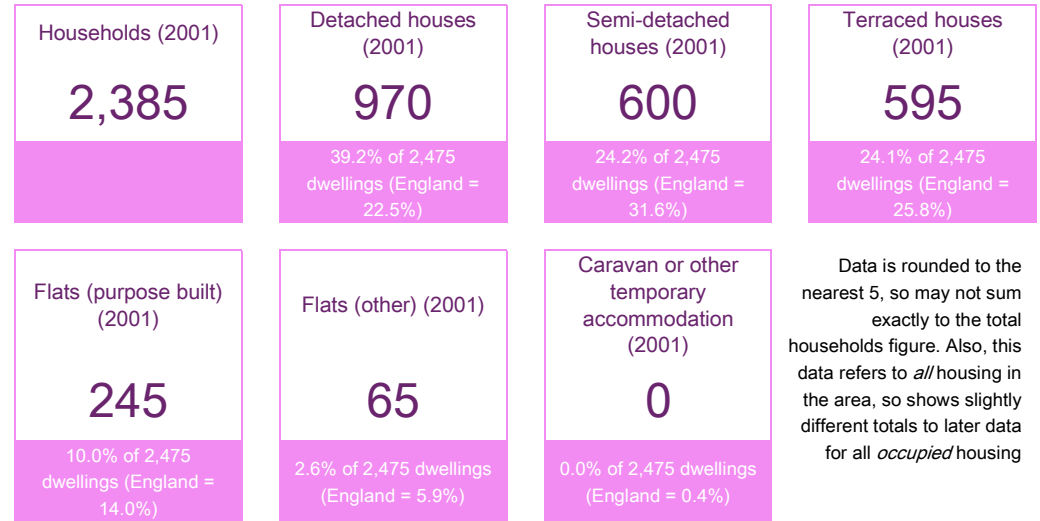 Households (2001)
2,385
Detached houses
(2001)
970
39.2% of 2,475
dwellings (England =
22.5%)
Semi-detached
houses (2001)
600
24.2% of 2,475
dwellings (England =
31.6%)
Terraced houses
(2001)
595
24.1% of 2,475
dwellings (England =
25.8%)
Flats (purpose built)
(2001)
245
10.0% of 2,475
dwellings (England =
14.0%)
Flats (other) (2001)
65
2.6% of 2,475 dwellings
(England = 5.9%)
Caravan or other
temporary
accommodation
(2001)
0
0.0% of 2,475 dwellings
(England = 0.4%)
Data is rounded to the
nearest 5, so may not sum
exactly to the total
households figure. Also, this
data refers to all housing in
the area, so shows slightly
different totals to later data
for all occupied housing